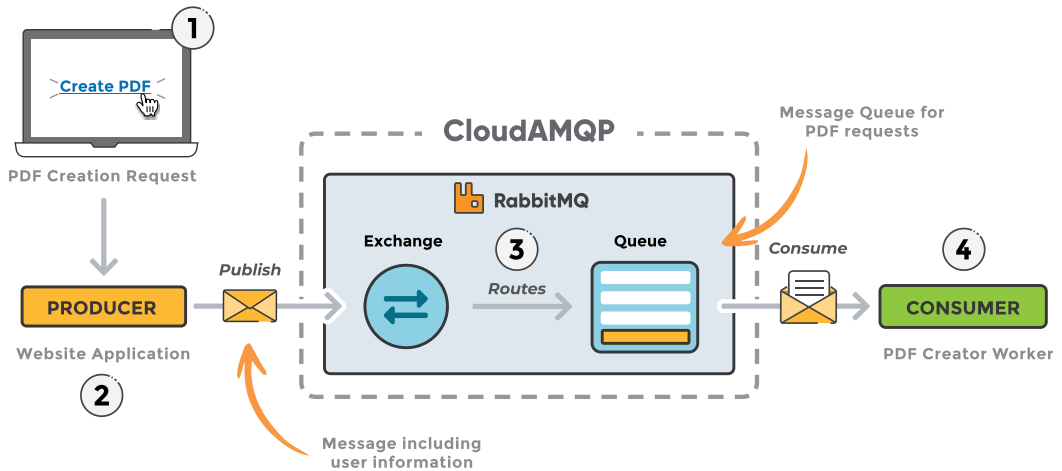 1
Create PDF
PDF Creation Request
CloudAMQP
Message Queue for
PDF requests
RabbitMQ
Exchange
3
Queue
Routes
Publish
PRODUCER
Website Application
2
Consume
4
CONSUMER
PDF Creator Worker
Message including
user information